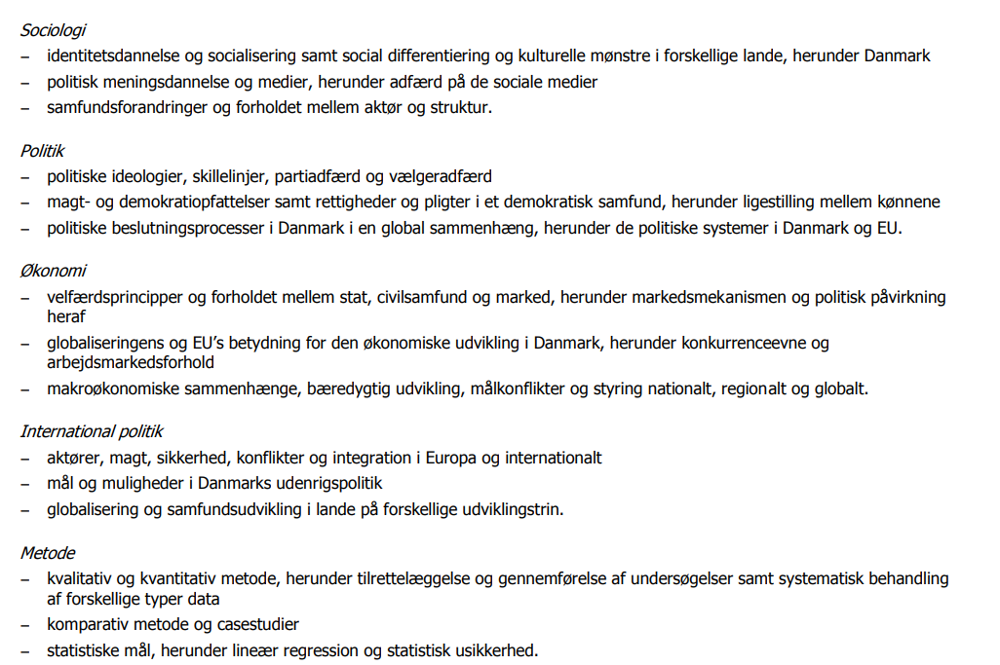 Sociologi
– identitetsdannelse og socialisering samt social differentiering og kulturelle mønstre i forskellige lande, herunder Danmark
– politisk meningsdannelse og medier, herunder adfærd på de sociale medier
– samfundsforandringer og forholdet mellem aktør og struktur.
Politik
– politiske ideologier, skillelinjer, partiadfærd og vælgeradfærd
– magt- og demokratiopfattelser samt rettigheder og pligter i et demokratisk samfund, herunder ligestilling mellem kønnene
– politiske beslutningsprocesser i Danmark i en global sammenhæng, herunder de politiske systemer i Danmark og EU.
Økonomi
– velfærdsprincipper og forholdet mellem stat, civilsamfund og marked, herunder markedsmekanismen og politisk påvirkning
heraf
– globaliseringens og EU’s betydning for den økonomiske udvikling i Danmark, herunder konkurrenceevne og
arbejdsmarkedsforhold
– makroøkonomiske sammenhænge, bæredygtig udvikling, målkonflikter og styring nationalt, regionalt og globalt.
International politik
– aktører, magt, sikkerhed, konflikter og integration i Europa og internationalt
– mål og muligheder i Danmarks udenrigspolitik
– globalisering og samfundsudvikling i lande på forskellige udviklingstrin.
Metode
– kvalitativ og kvantitativ metode, herunder tilrettelæggelse og gennemførelse af undersøgelser samt systematisk behandling
af forskellige typer data
– komparativ metode og casestudier
– statistiske mål, herunder lineær regression og statistisk usikkerhed.